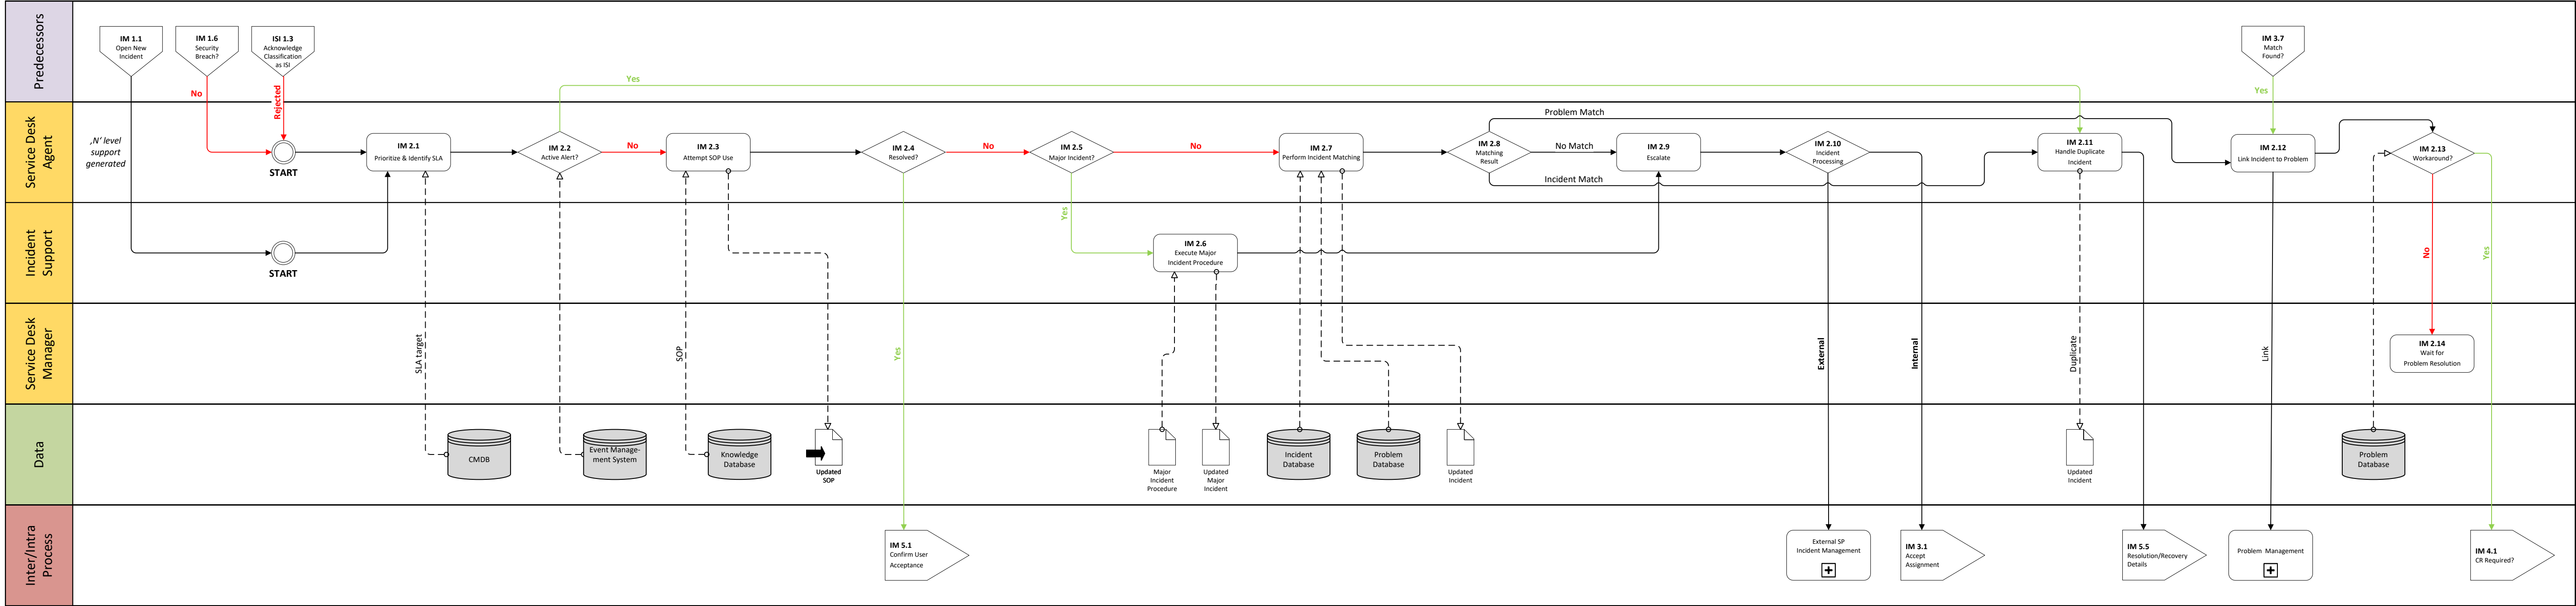 Predecessors
IM 1.1
Open New
Incident
IM 1.6
Security
Breach?
ISI 1.3
Acknowledge
Classification
as ISI
IM 3.7
Match
Found?
No
Rejected
Yes
Yes
Service Desk
Agent
‚N’ level
support
generated
START
IM 2.1
Prioritize & Identify SLA
IM 2.2
Active Alert?
No
IM 2.3
Attempt SOP Use
IM 2.4
Resolved?
No
IM 2.5
Major Incident?
No
IM 2.7
Perform Incident Matching
IM 2.8
Matching
Result
Problem Match
No Match
Incident Match
IM 2.9
Escalate
IM 2.10
Incident
Processing
IM 2.11
Handle Duplicate
Incident
IM 2.12
Link Incident to Problem
IM 2.13
Workaround?
Incident
Support
START
Yes
IM 2.6
Execute Major
Incident Procedure
No
Yes
Service Desk
Manager
SLA target
SOP
Yes
External
Internal
Duplicate
Link
IM 2.14
Wait for
Problem Resolution
Data
CMDB
Event Manage-
ment System
Knowledge
Database
Updated
SOP
Major
Incident
Procedure
Updated
Major
Incident
Incident
Database
Problem
Database
Updated
Incident
Updated
Incident
Problem
Database
Inter/Intra
Process
IM 5.1
Confirm User
Acceptance
External SP
Incident Management
IM 3.1
Accept
Assignment
IM 5.5
Resolution/Recovery
Details
Problem Management
IM 4.1
CR Required?